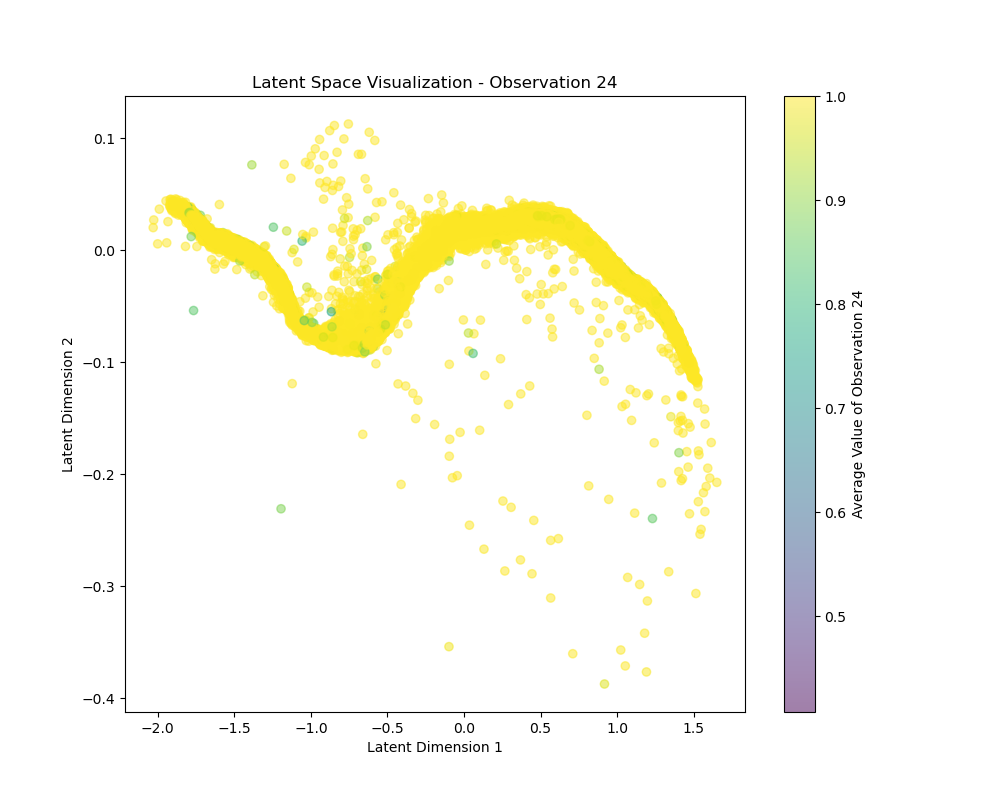 Latent Space Visualization - Observation 24
0.1
0.0
−0.1
−0.2
−0.3
−0.4
Latent Dimension 2
−2.0 −1.5 −1.0 −0.5 0.0 0.5 1.0 1.5
Latent Dimension 1
1.0
0.9
0.8
0.7
0.6
0.5
Average Value of Observation 24